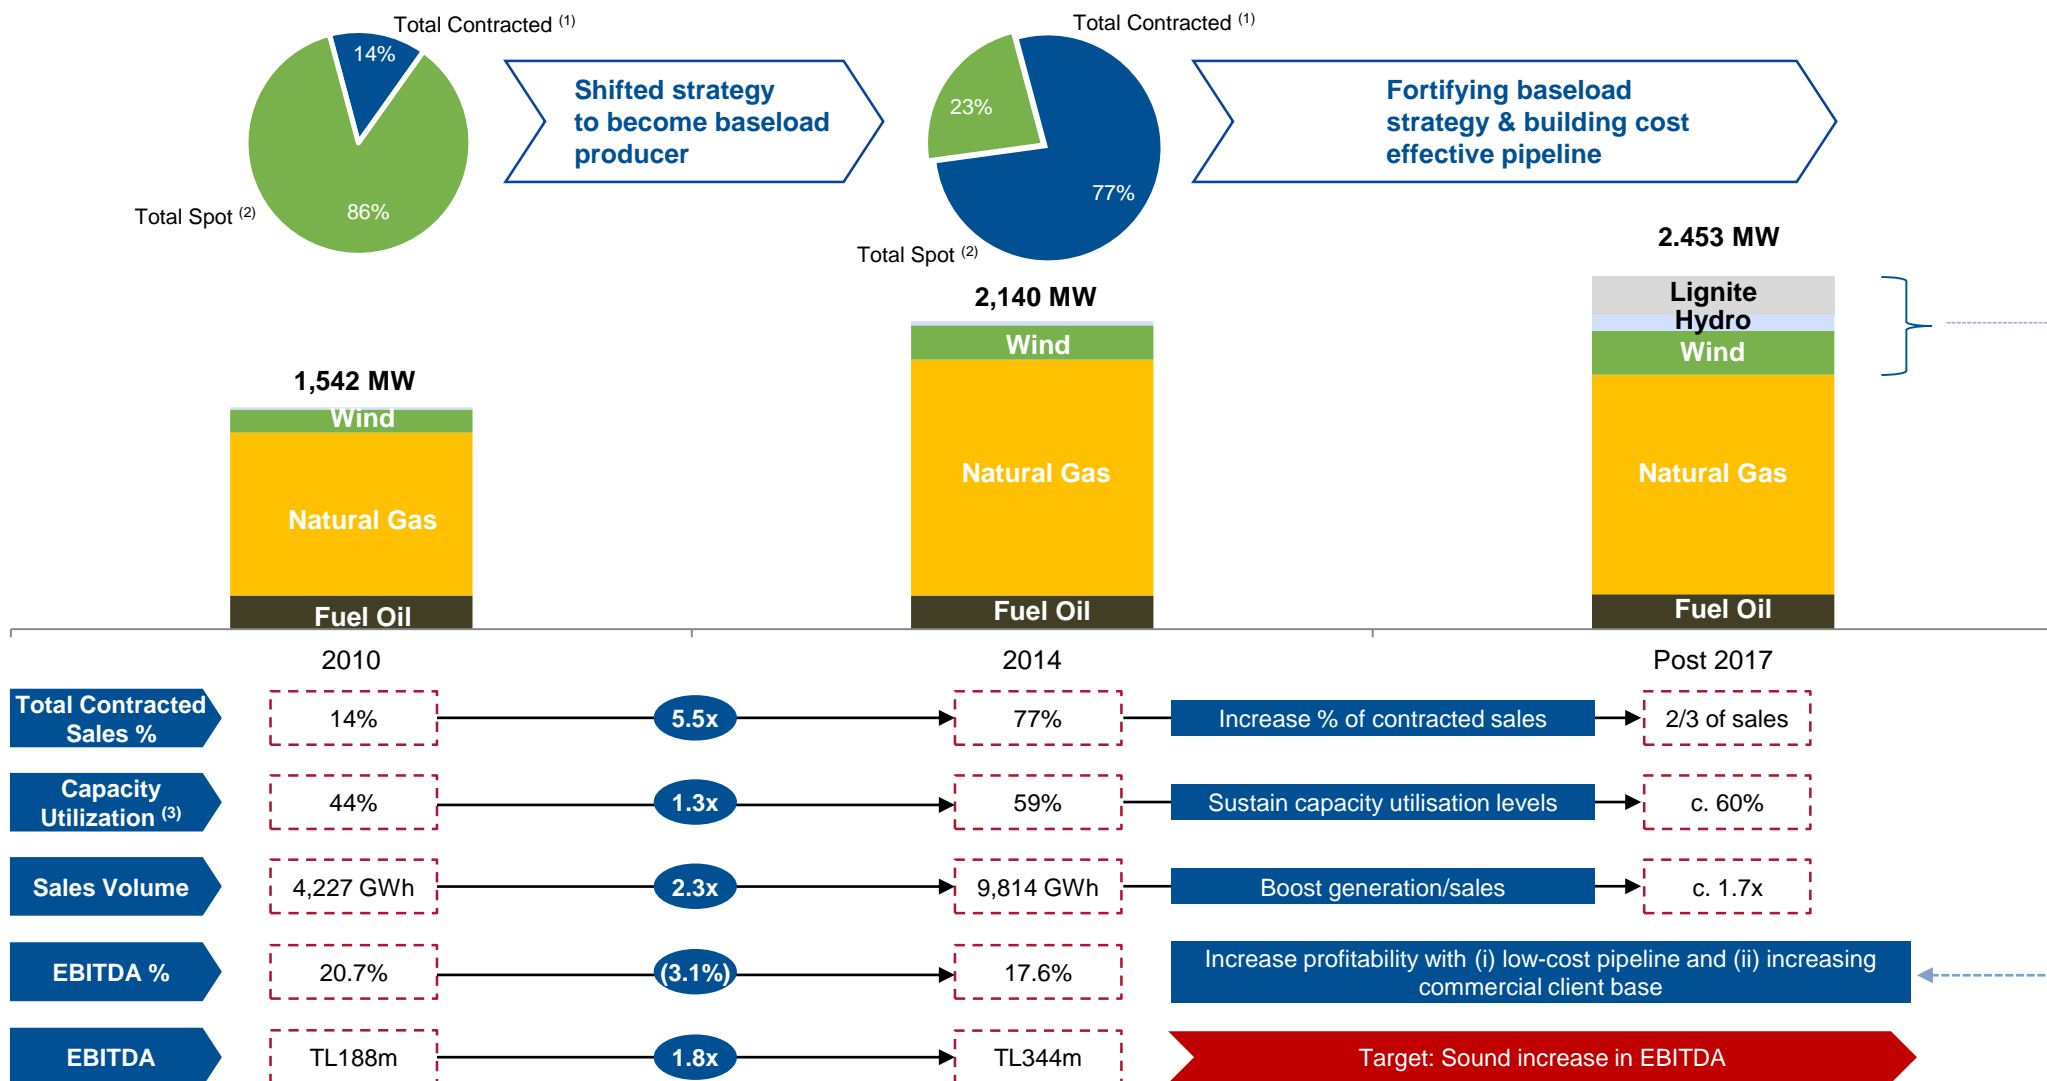 Total Contracted (1)
14%
86%
Total Spot (2)
Shifted strategy
to become baseload
producer
Total Contracted (1)
23%
77%
Total Spot (2)
Fortifying baseload
strategy & building cost
effective pipeline
1,542 MW
Wind
Natural Gas
Fuel Oil
2,140 MW
Wind
Natural Gas
Fuel Oil
2.453 MW
Lignite
Hydro
Wind
Natural Gas
Fuel Oil
2010
2014
Post 2017
Total Contracted
Sales %
14%
5.5x
77%
Increase % of contracted sales
2/3 of sales
Capacity
Utilization (3)
44%
1.3x
59%
Sustain capacity utilisation levels
c. 60%
Sales Volume
4,227 GWh
2.3x
9,814 GWh
Boost generation/sales
c. 1.7x
EBITDA %
20.7%
(3.1%)
17.6%
Increase profitability with (i) low-cost pipeline and (ii) increasing
commercial client base
EBITDA
TL188m
1.8x
TL344m
Target: Sound increase in EBITDA